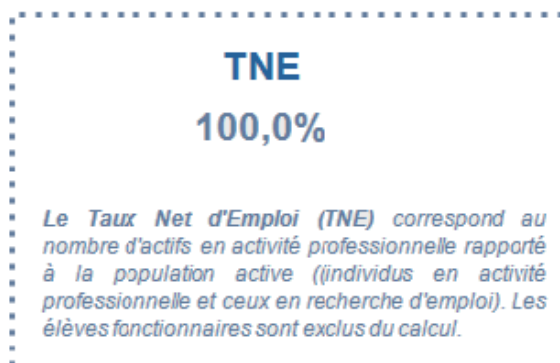 TNE
100,0%
Le Taux Net d'Emploi (TNE) correspond au
nombre d'actifs en activité professionnelle rapporté
à la population active ((individus en activité
professionnelle et ceux en recherche d'emploi). Les
élèves fonctionnaires sont exclus du calcul.